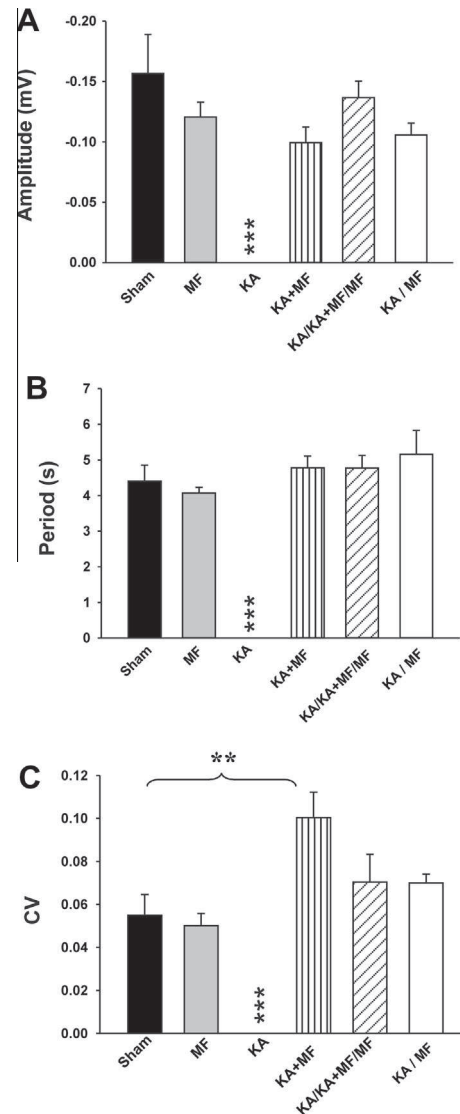 A
Amplitude (mV)
-0.20
-0.15
-0.10
-0.05
0.00
***
Sham
MF
KA
KA+MF
KA/KA+MF/MF
KA / MF
B
Period (s)
7
6
5
4
3
2
1
0
***
Sham
MF
KA
KA+MF
KA/KA+MF/MF
KA / MF
C
CV
0.12
0.10
0.08
0.06
0.04
0.02
0.00
**
***
Sham
MF
KA
KA+MF
KA/KA+MF/MF
KA / MF